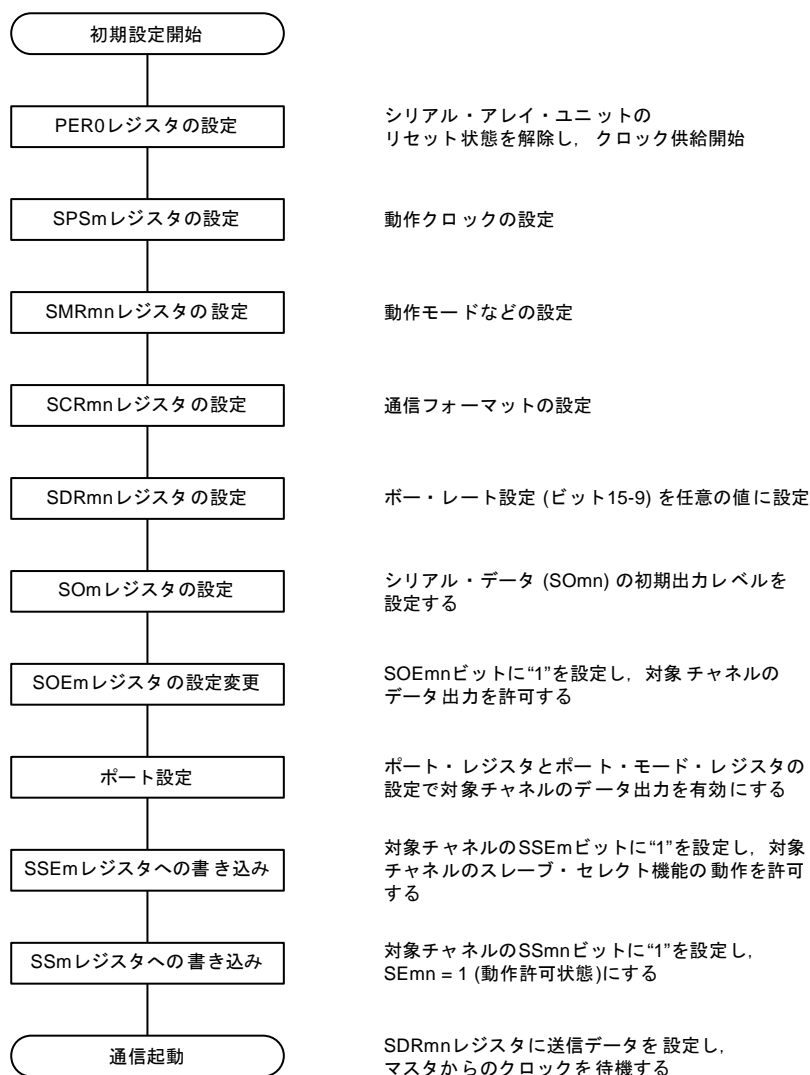 初期設定開始
PER0レジスタの設定
シリアル・アレイ・ユニットの
リセット状態を解除し，クロック供給開始
SPSmレジスタの設定
動作クロックの設定
SMRmnレジスタの設定
動作モードなどの設定
SCRmnレジスタの設定
通信フォーマットの設定
SDRmnレジスタの設定
ボー・レート設定 (ビット15-9) を任意の値に設定
SOmレジスタの設定
シリアル・データ (SOmn) の初期出力レベルを
設定する
SOEmレジスタの設定変更
SOEmnビットに“1”を設定し，対象チャネルの
データ出力を許可する
ポート設定
ポート・レジスタとポート・モード・レジスタの
設定で対象チャネルのデータ出力を有効にする
SSEmレジスタへの書き込み
対象チャネルのSSEmビットに“1”を設定し，対象
チャネルのスレーブ・セレクト機能の動作を許可
する
SSmレジスタへの書き込み
対象チャネルのSSmnビットに“1”を設定し，
SEmn = 1 (動作許可状態)にする
通信起動
SDRmnレジスタに送信データを設定し，
マスタからのクロックを待機する